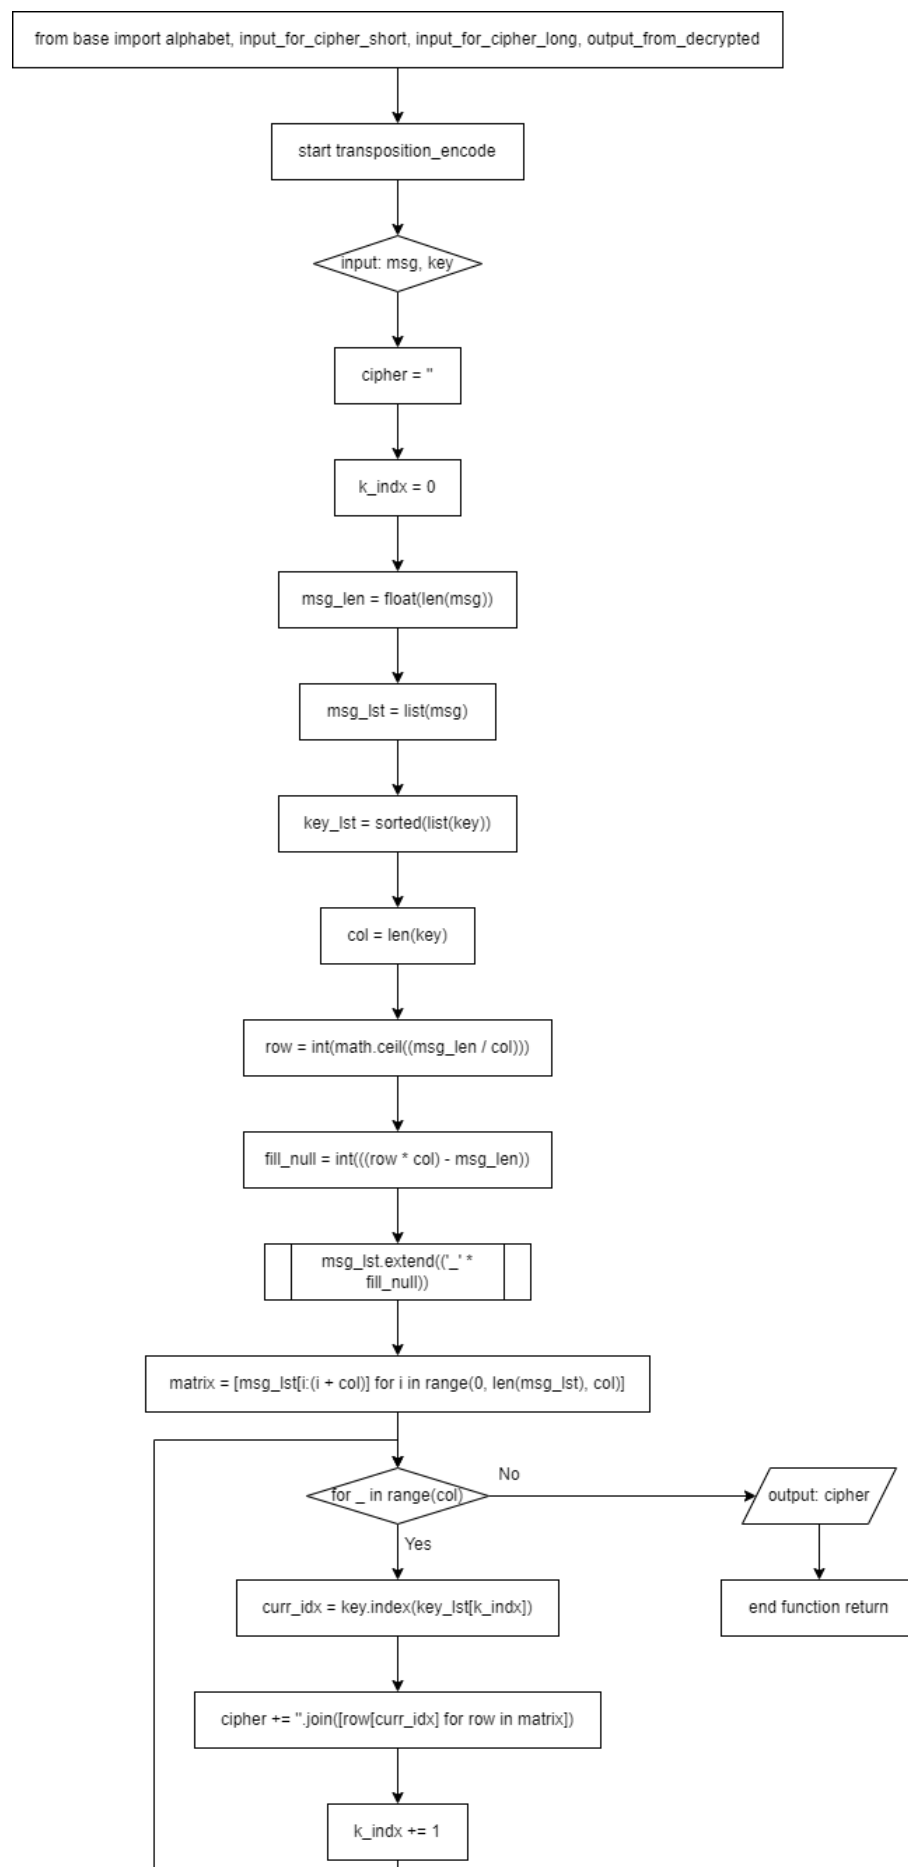 from base import alphabet, input_for_cipher_short, input_for_cipher_long, output_from_decrypted
start transposition_encode
input: msg, key
cipher = ''
k_indx = 0
msg_len = float(len(msg))
msg_lst = list(msg)
key_lst = sorted(list(key))
col = len(key)
row = int(math.ceil((msg_len / col)))
fill_null = int(((row * col) - msg_len))
msg_lst.extend(('_' *
fill_null))
matrix = [msg_lst[i:(i + col)] for i in range(0, len(msg_lst), col)]
for _ in range(col)
No
output: cipher
Yes
curr_idx = key.index(key_lst[k_indx])
end function return
cipher += ''.join([row[curr_idx] for row in matrix])
k_indx += 1